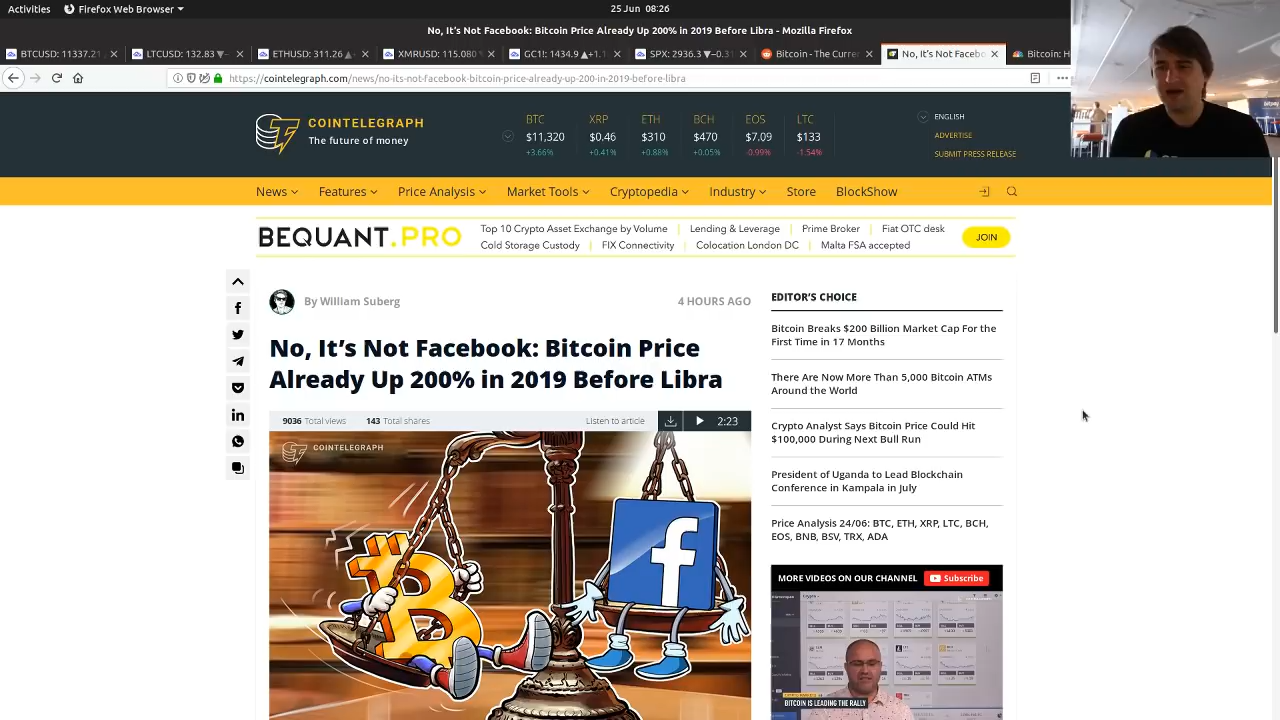 Activities
Firefox Web Browser
25 Jun 08:26
No, It's Not Facebook: Bitcoin Price Already Up 200% in 2019 Before Libra - Mozilla Firefox
BTCUSD: 11337.21
LTCUSD: 132.83▼−
ETHUSD: 311.26▲
XMRUSD: 115.080
GC1!: 1434.9▲+1.1
SPX: 2936.3▼−0.3
Bitcoin - The Curre
No, It's Not Facebo
Bitcoin: H
https://cointelegraph.com/news/no-its-not-facebook-bitcoin-price-already-up-200-in-2019-before-libra
COINTELEGRAPH
The future of money
BTC XRP ETH BCH EOS LTC
$11,320 $0.46 $310 $470 $7.09 $133
+3.66% +0.41% +0.88% +0.05% -0.99% -1.54%
ENGLISH
ADVERTISE
SUBMIT PRESS RELEASE
News Features Price Analysis Market Tools Cryptopedia Industry Store BlockShow
BEQUANT.PRO
Top 10 Crypto Asset Exchange by Volume | Lending & Leverage | Prime Broker | Fiat OTC desk
Cold Storage Custody | FIX Connectivity | Colocation London DC | Malta FSA accepted
JOIN
By William Suberg
4 HOURS AGO
No, It's Not Facebook: Bitcoin Price
Already Up 200% in 2019 Before Libra
9036 Total views 143 Total shares
Listen to article
2:23
COINTELEGRAPH
EDITOR'S CHOICE
Bitcoin Breaks $200 Billion Market Cap For the
First Time in 17 Months
There Are Now More Than 5,000 Bitcoin ATMs
Around the World
Crypto Analyst Says Bitcoin Price Could Hit
$100,000 During Next Bull Run
President of Uganda to Lead Blockchain
Conference in Kampala in July
Price Analysis 24/06: BTC, ETH, XRP, LTC, BCH,
EOS, BNB, BSV, TRX, ADA
MORE VIDEOS ON OUR CHANNEL
Subscribe
BITCOIN IS LEADING THE RALLY